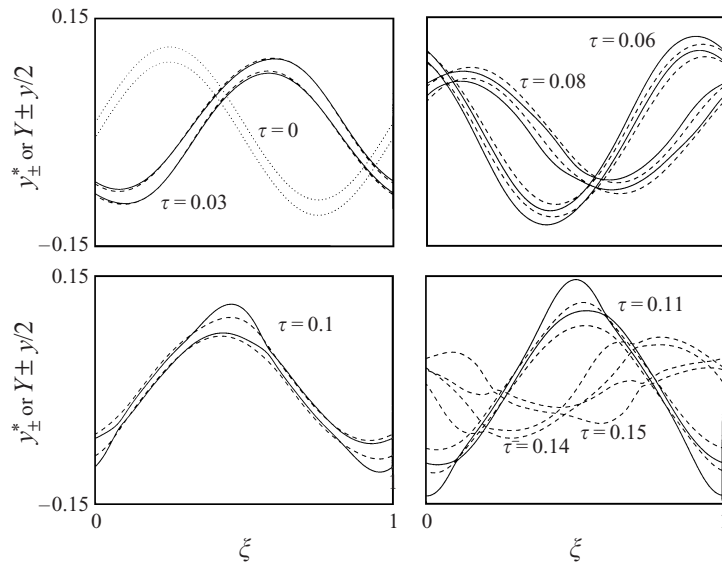 0.15
y*± or Y ± y/2
τ = 0
τ = 0.03
−0.15
τ = 0.06
τ = 0.08
0.15
y*± or Y ± y/2
τ = 0.1
−0.15
0
1
ξ
τ = 0.11
τ = 0.14
τ = 0.15
0
1
ξ